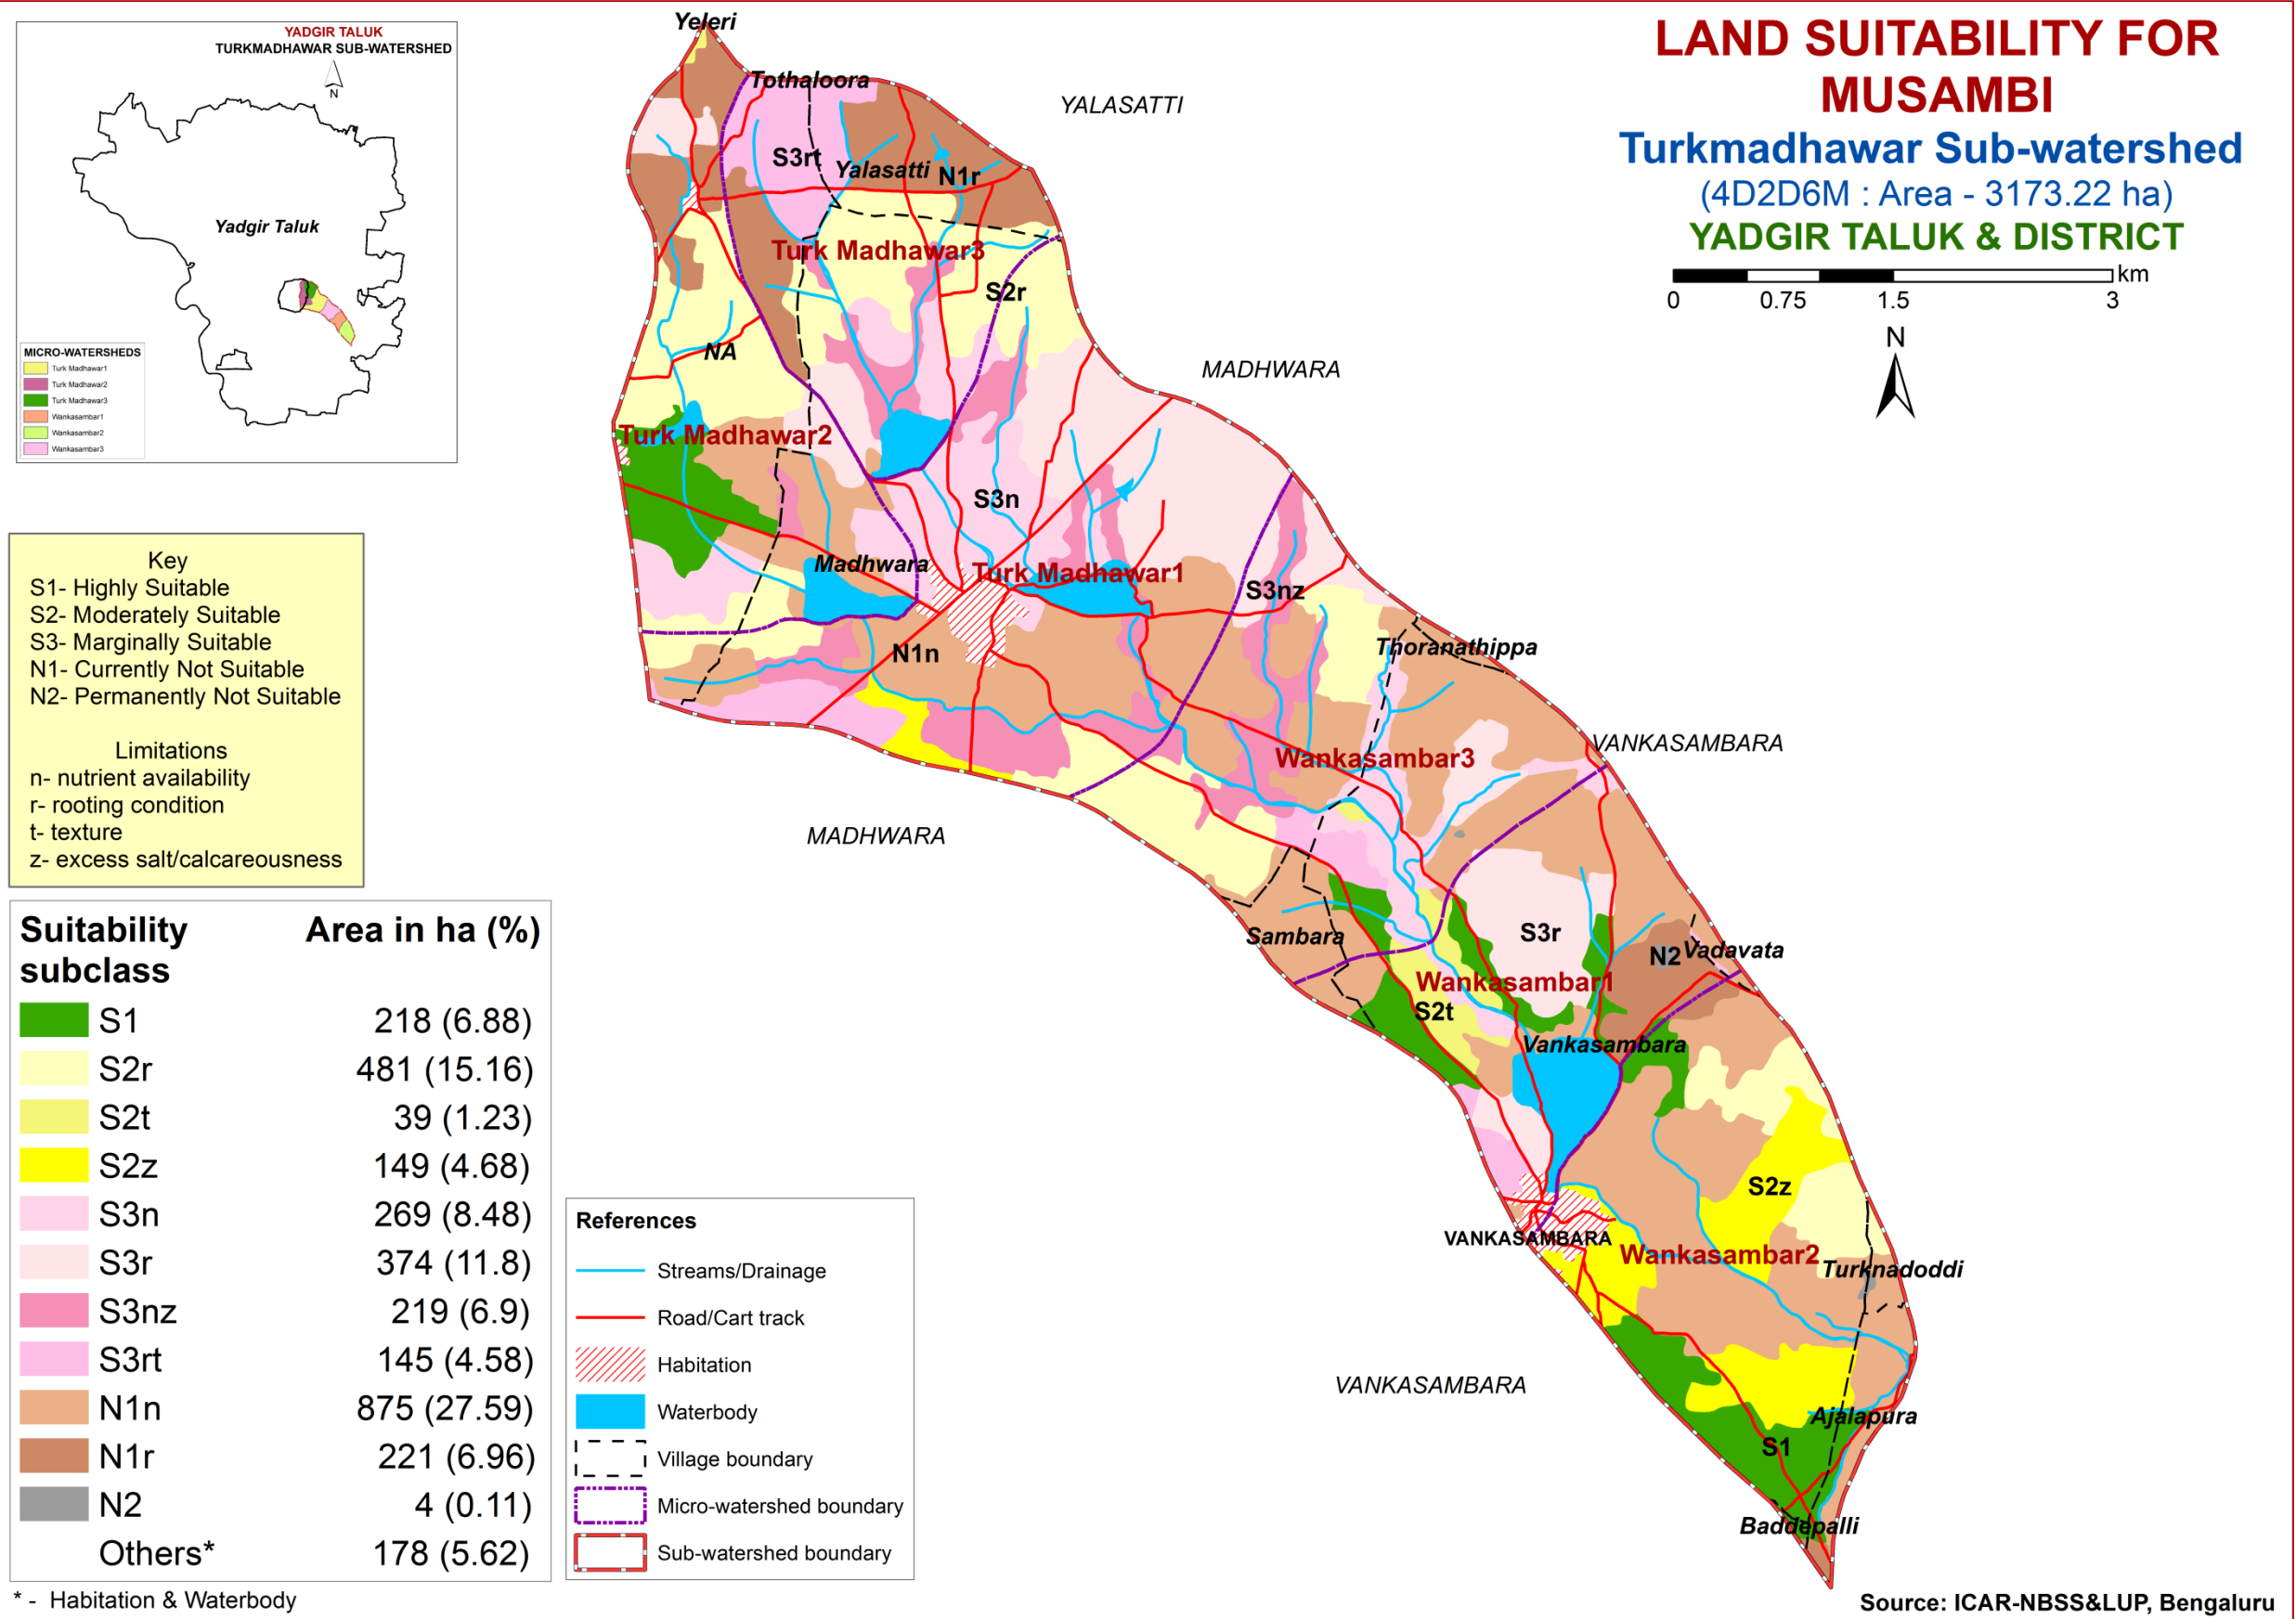 LAND SUITABILITY FOR
MUSAMBI
Turkmadhawar Sub-watershed
(4D2D6M : Area - 3173.22 ha)
YADGIR TALUK & DISTRICT
km
0 0.75 1.5 3
N
YADGIR TALUK
TURKMADHAWAR SUB-WATERSHED
N
Yadgir Taluk
MICRO-WATERSHEDS
Turk Madhawar1
Turk Madhawar2
Turk Madhawar3
Wankasambar1
Wankasambar2
Wankasambar3
Key
S1- Highly Suitable
S2- Moderately Suitable
S3- Marginally Suitable
N1- Currently Not Suitable
N2- Permanently Not Suitable
Limitations
n- nutrient availability
r- rooting condition
t- texture
z- excess salt/calcareousness
Suitability Area in ha (%)
subclass
S1 218 (6.88)
S2r 481 (15.16)
S2t 39 (1.23)
S2z 149 (4.68)
S3n 269 (8.48)
S3r 374 (11.8)
S3nz 219 (6.9)
S3rt 145 (4.58)
N1n 875 (27.59)
N1r 221 (6.96)
N2 4 (0.11)
Others* 178 (5.62)
* - Habitation & Waterbody
References
Streams/Drainage
Road/Cart track
Habitation
Waterbody
Village boundary
Micro-watershed boundary
Sub-watershed boundary
Yeleri
Tothaloora
YALASATTI
S3rt
Yalasatti
N1r
Turk Madhawar3
S2r
NA
MADHWARA
Turk Madhawar2
S3n
Madhwara
Turk Madhawar1
S3nz
N1n
Thoranathippa
VANKASAMBARA
Wankasambar3
MADHWARA
Sambara
S3r
N2
Vadavata
Wankasambar1
S2t
Vankasambara
S2z
VANKASAMBARA
Wankasambar2
Turknadoddi
VANKASAMBARA
Ajalapura
S1
Baddepalli
Source: ICAR-NBSS&LUP, Bengaluru